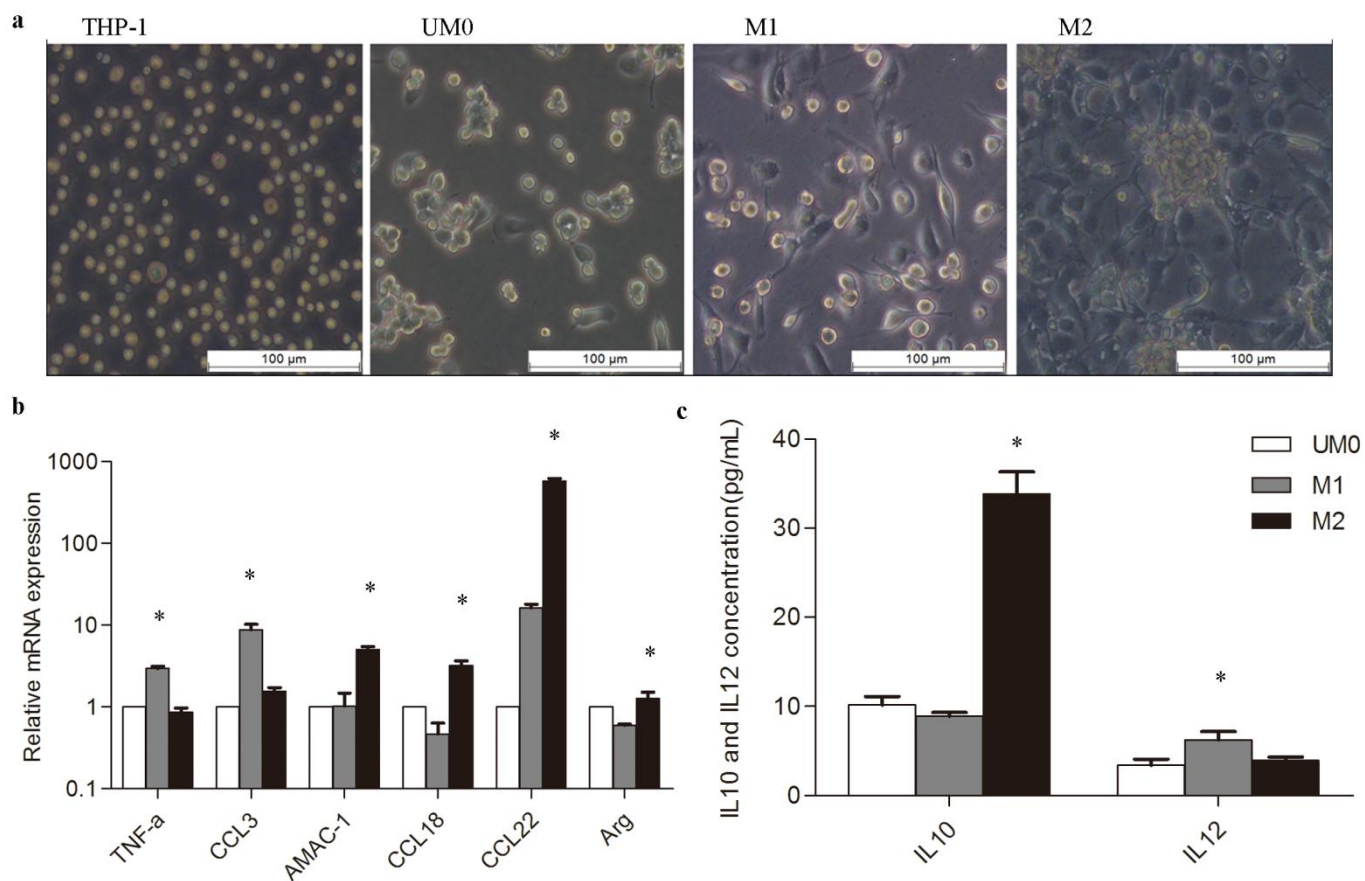 a
THP-1
UM0
M1
M2
100 µm
100 µm
100 µm
100 µm
b
Relative mRNA expression
1000
100
10
1
0.1
*
*
*
*
*
*
TNF-a
CCL3
AMAC-1
CCL18
CCL22
Arg
c
IL10 and IL12 concentration(pg/mL)
40
30
20
10
0
*
*
IL10
IL12
UM0
M1
M2